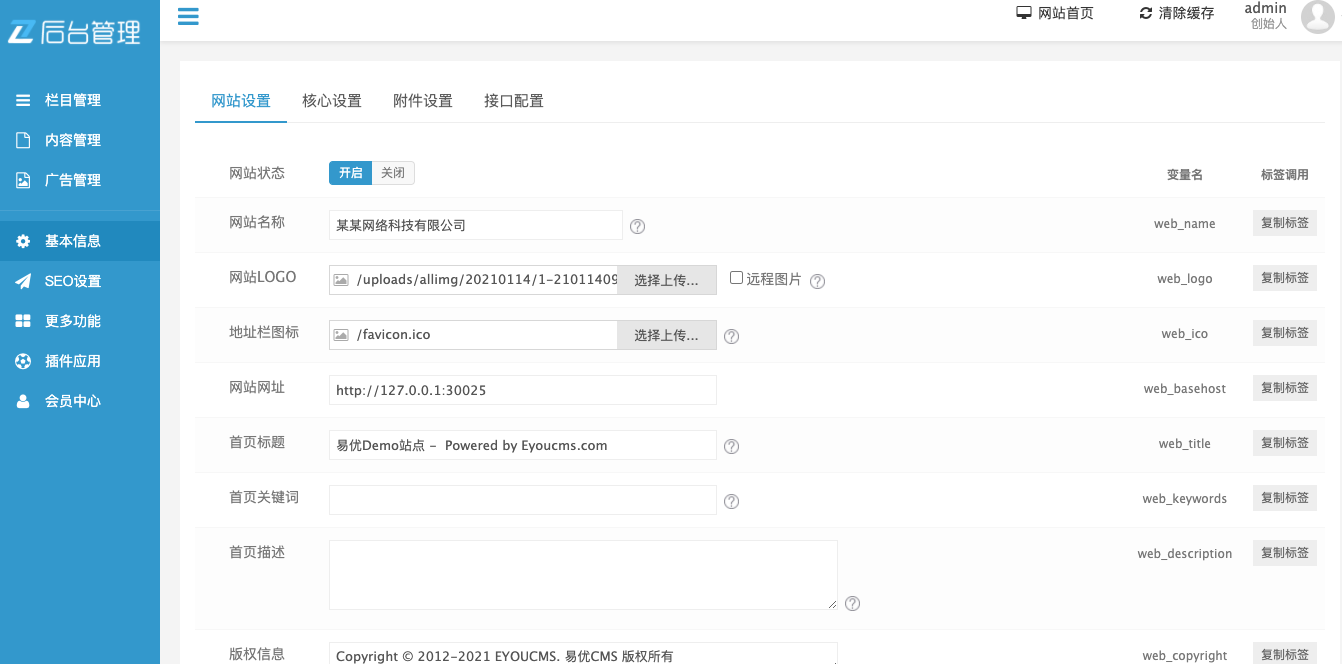 后台管理
网站首页
清除缓存
admin
创始人
栏目管理
内容管理
广告管理
基本信息
SEO设置
更多功能
插件应用
会员中心
网站设置 核心设置 附件设置 接口配置
网站状态 开启 关闭 变量名 标签调用
网站名称 某某网络科技有限公司 web_name 复制标签
网站LOGO /uploads/allimg/20210114/1-21011409 选择上传... 远程图片 web_logo 复制标签
地址栏图标 /favicon.ico 选择上传... web_ico 复制标签
网站网址 http://127.0.0.1:30025 web_basehost 复制标签
首页标题 易优Demo站点 - Powered by Eyoucms.com web_title 复制标签
首页关键词 web_keywords 复制标签
首页描述 web_description 复制标签
版权信息 Copyright © 2012-2021 EYOUCMS. 易优CMS 版权所有 web_copyright 复制标签